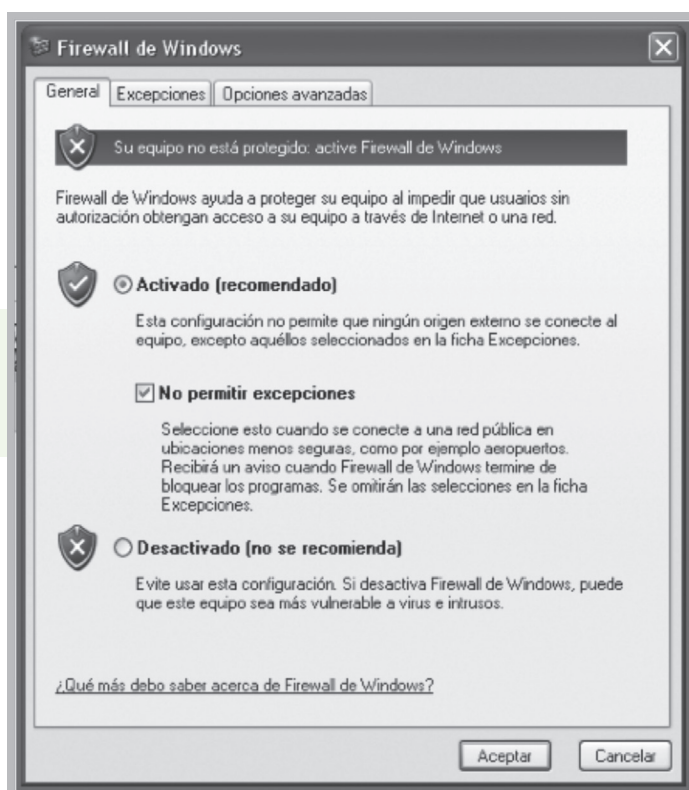 Firewall de Windows
General Excepciones Opciones avanzadas
Su equipo no está protegido: active Firewall de Windows
Firewall de Windows ayuda a proteger su equipo al impedir que usuarios sin
autorización obtengan acceso a su equipo a través de Internet o una red.
Activado (recomendado)
Esta configuración no permite que ningún origen externo se conecte al
equipo, excepto aquéllos seleccionados en la ficha Excepciones.
No permitir excepciones
Seleccione esto cuando se conecte a una red pública en
ubicaciones menos seguras, como por ejemplo aeropuertos.
Recibirá un aviso cuando Firewall de Windows termine de
bloquear los programas. Se omitirán las selecciones en la ficha
Excepciones.
Desactivado (no se recomienda)
Evite usar esta configuración. Si desactiva Firewall de Windows, puede
que este equipo sea más vulnerable a virus e intrusos.
¿Qué más debo saber acerca de Firewall de Windows?
Aceptar Cancelar